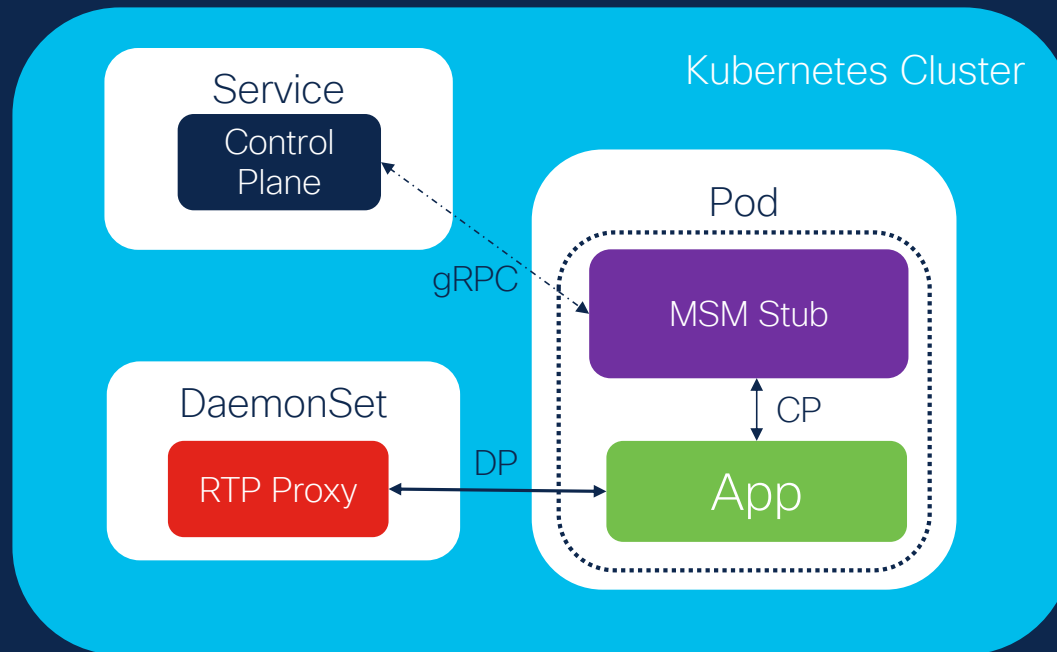 Kubernetes Cluster
Service
Control
Plane
gRPC
Pod
MSM Stub
CP
App
DaemonSet
RTP Proxy
DP